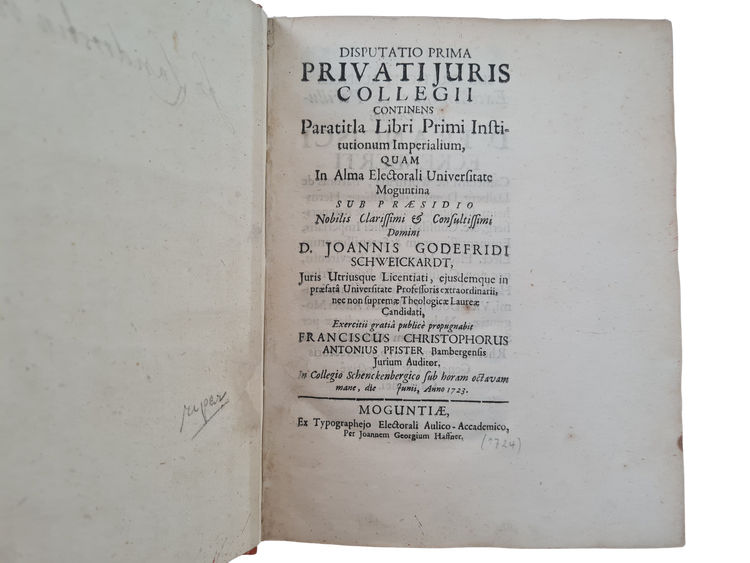 DISPUTATIO PRIMA
PRIVATI JURIS
COLLEGII
CONTINENS
Paratitla Libri Primi Insti-
tutionum Imperialium,
QUAM
In Alma Electorali Universitate
Moguntina
SUB PRÆSIDIO
Nobilis Clarissimi & Consultissimi
Domini
D. JOANNIS GODEFRIDI
SCHWEICKARDT,
Juris Utriusque Licentiati, ejusdemque in
præfatâ Universitate Professoris extraordinarii,
nec non supremæ Theologicæ Laureæ
Candidati,
Exercitii gratiâ publicè propugnabit
FRANCISCUS CHRISTOPHORUS
ANTONIUS PFISTER Bambergensis
Jurium Auditor,
In Collegio Schenckenbergico sub horam octavam
mane, die Junii, Anno 1723.
MOGUNTIÆ,
Ex Typographejo Electorali Aulico-Accademico,
Per Joannem Georgium Haffner.
(1724)